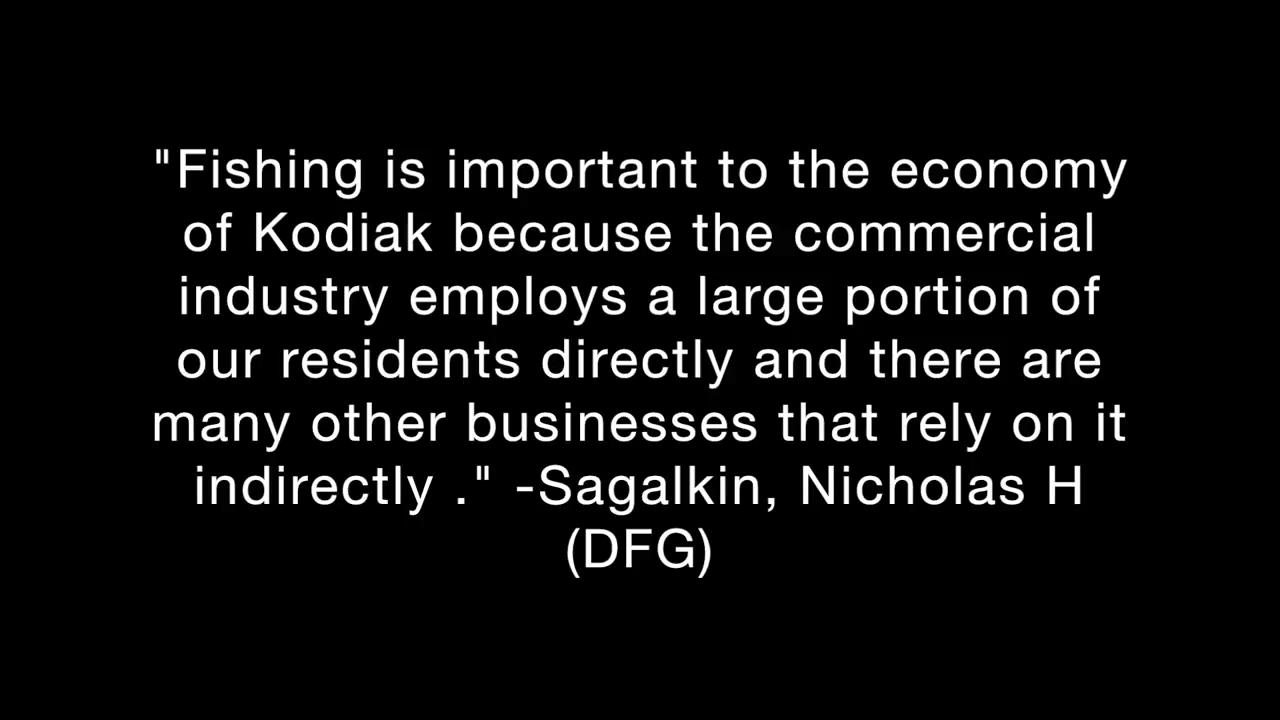 "Fishing is important to the economy
of Kodiak because the commercial
industry employs a large portion of
our residents directly and there are
many other businesses that rely on it
indirectly ." -Sagalkin, Nicholas H
(DFG)